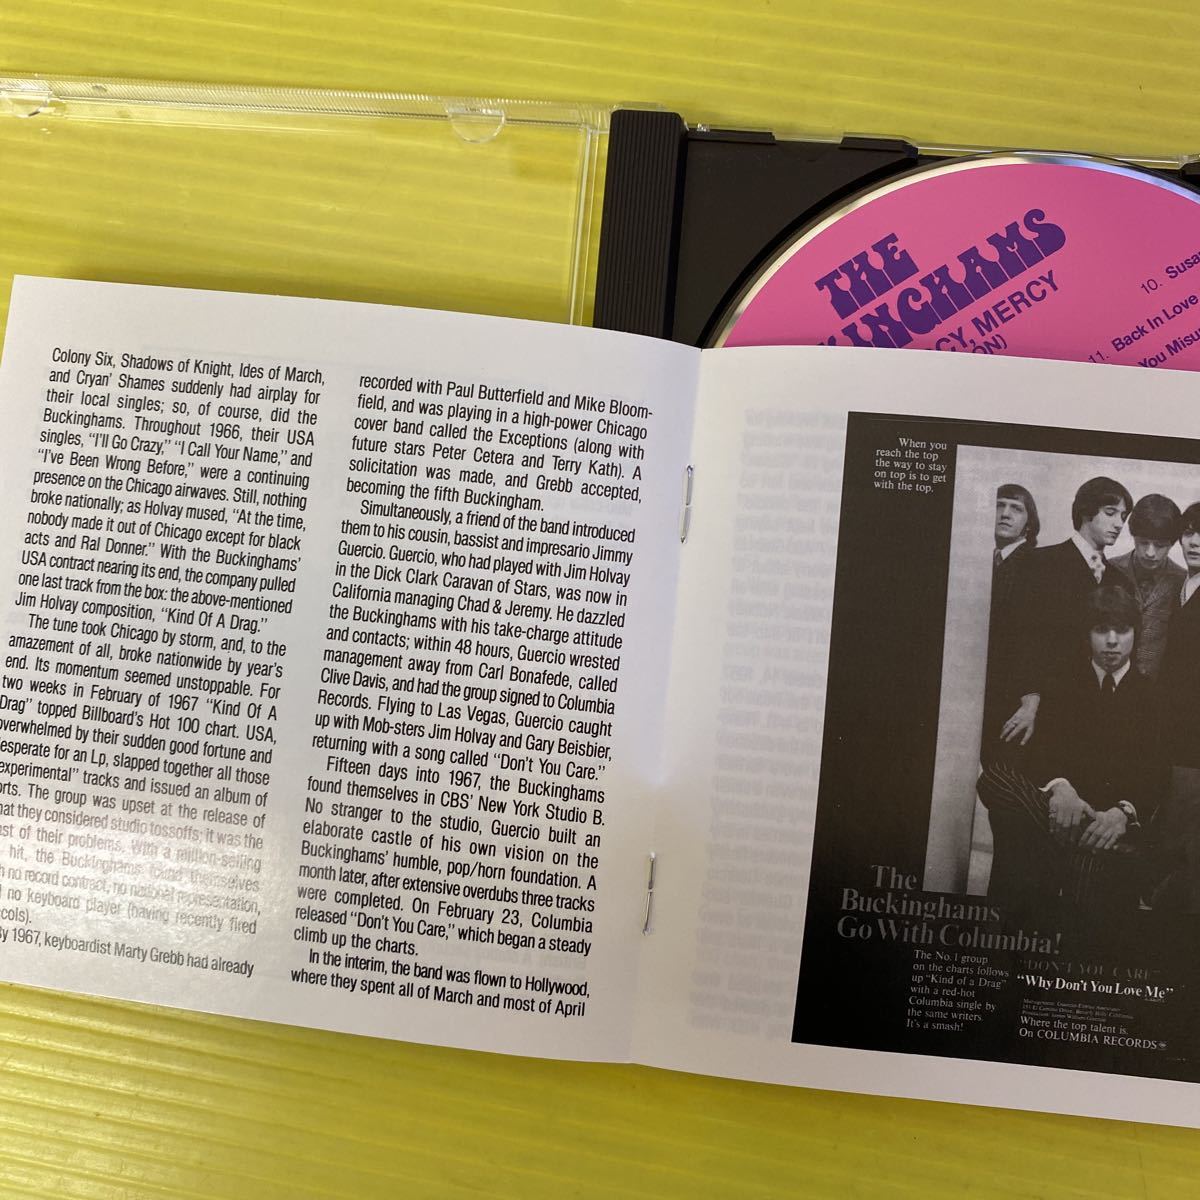 THE
INGHAMS
CY, MERCY
ON)
10. Susan
11. Back In Love
You Misu
Colony Six, Shadows of Knight, Ides of March,
and Cryan' Shames suddenly had airplay for
their local singles; so, of course, did the
Buckinghams. Throughout 1966, their USA
singles, "I'll Go Crazy," "I Call Your Name," and
"I've Been Wrong Before," were a continuing
presence on the Chicago airwaves. Still, nothing
broke nationally; as Holvay mused, "At the time,
nobody made it out of Chicago except for black
acts and Ral Donner." With the Buckinghams'
USA contract nearing its end, the company pulled
one last track from the box: the above-mentioned
Jim Holvay composition, "Kind Of A Drag."
The tune took Chicago by storm, and, to the
amazement of all, broke nationwide by year's
end. Its momentum seemed unstoppable. For
two weeks in February of 1967 "Kind Of A
Drag" topped Billboard's Hot 100 chart. USA,
overwhelmed by their sudden good fortune and
esperate for an Lp, slapped together all those
experimental" tracks and issued an album of
orts. The group was upset at the release of
hat they considered studio tossoffs; it was the
ast of their problems. With a million-selling
hit, the Buckinghams found themselves
h no record contract, no national representation,
no keyboard player (having recently fired
cols).
By 1967, keyboardist Marty Grebb had already
recorded with Paul Butterfield and Mike Bloom-
field, and was playing in a high-power Chicago
cover band called the Exceptions (along with
future stars Peter Cetera and Terry Kath). A
solicitation was made, and Grebb accepted,
becoming the fifth Buckingham.
Simultaneously, a friend of the band introduced
them to his cousin, bassist and impresario Jimmy
Guercio. Guercio, who had played with Jim Holvay
in the Dick Clark Caravan of Stars, was now in
California managing Chad & Jeremy. He dazzled
the Buckinghams with his take-charge attitude
and contacts; within 48 hours, Guercio wrested
management away from Carl Bonafede, called
Clive Davis, and had the group signed to Columbia
Records. Flying to Las Vegas, Guercio caught
up with Mob-sters Jim Holvay and Gary Beisbier,
returning with a song called "Don't You Care."
Fifteen days into 1967, the Buckinghams
found themselves in CBS' New York Studio B.
No stranger to the studio, Guercio built an
elaborate castle of his own vision on the
Buckinghams' humble, pop/horn foundation. A
month later, after extensive overdubs three tracks
were completed. On February 23, Columbia
released "Don't You Care," which began a steady
climb up the charts.
In the interim, the band was flown to Hollywood,
where they spent all of March and most of April
When you
reach the top
the way to stay
on top is to get
with the top.
The
Buckinghams
Go With Columbia!
The No. 1 group
on the charts follows
up "Kind of a Drag"
with a red-hot
Columbia single by
the same writers.
It's a smash!
"DON'T YOU CARE"
"Why Don't You Love Me"
Where the top talent is.
On COLUMBIA RECORDS